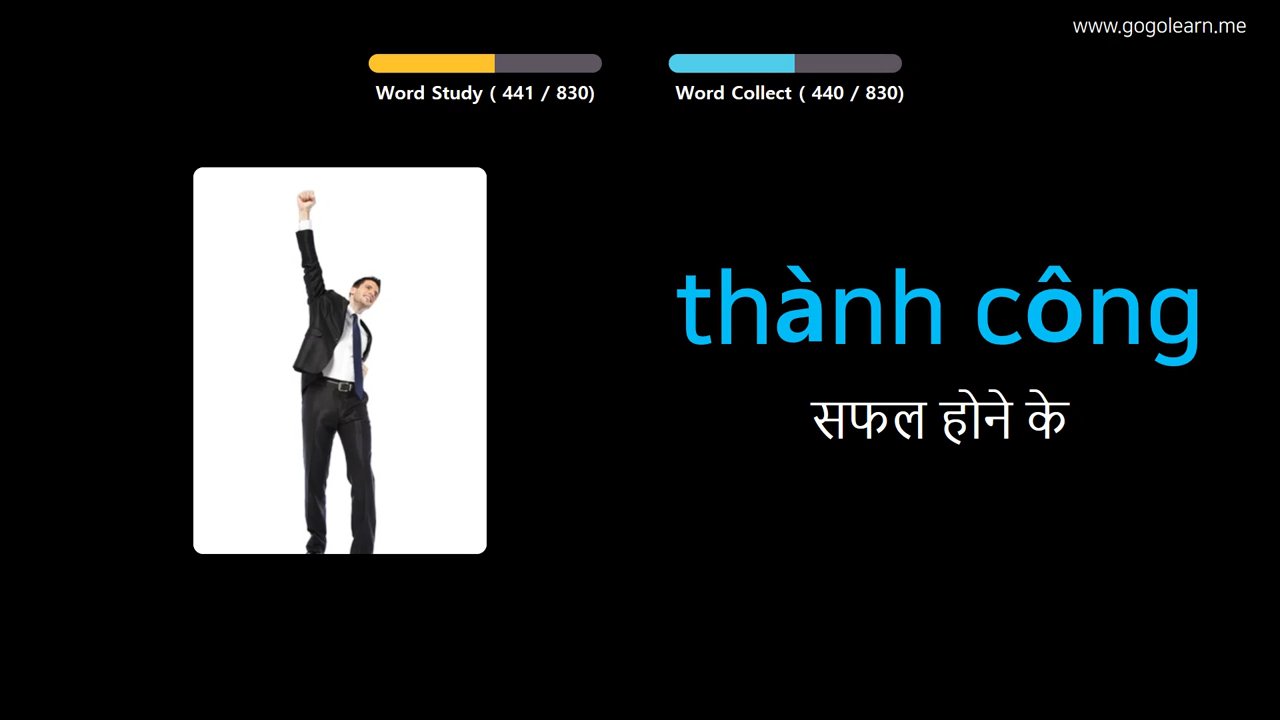 www.gogolearn.me
Word Study ( 441 / 830)
Word Collect ( 440 / 830)
thành công
सफल होने के